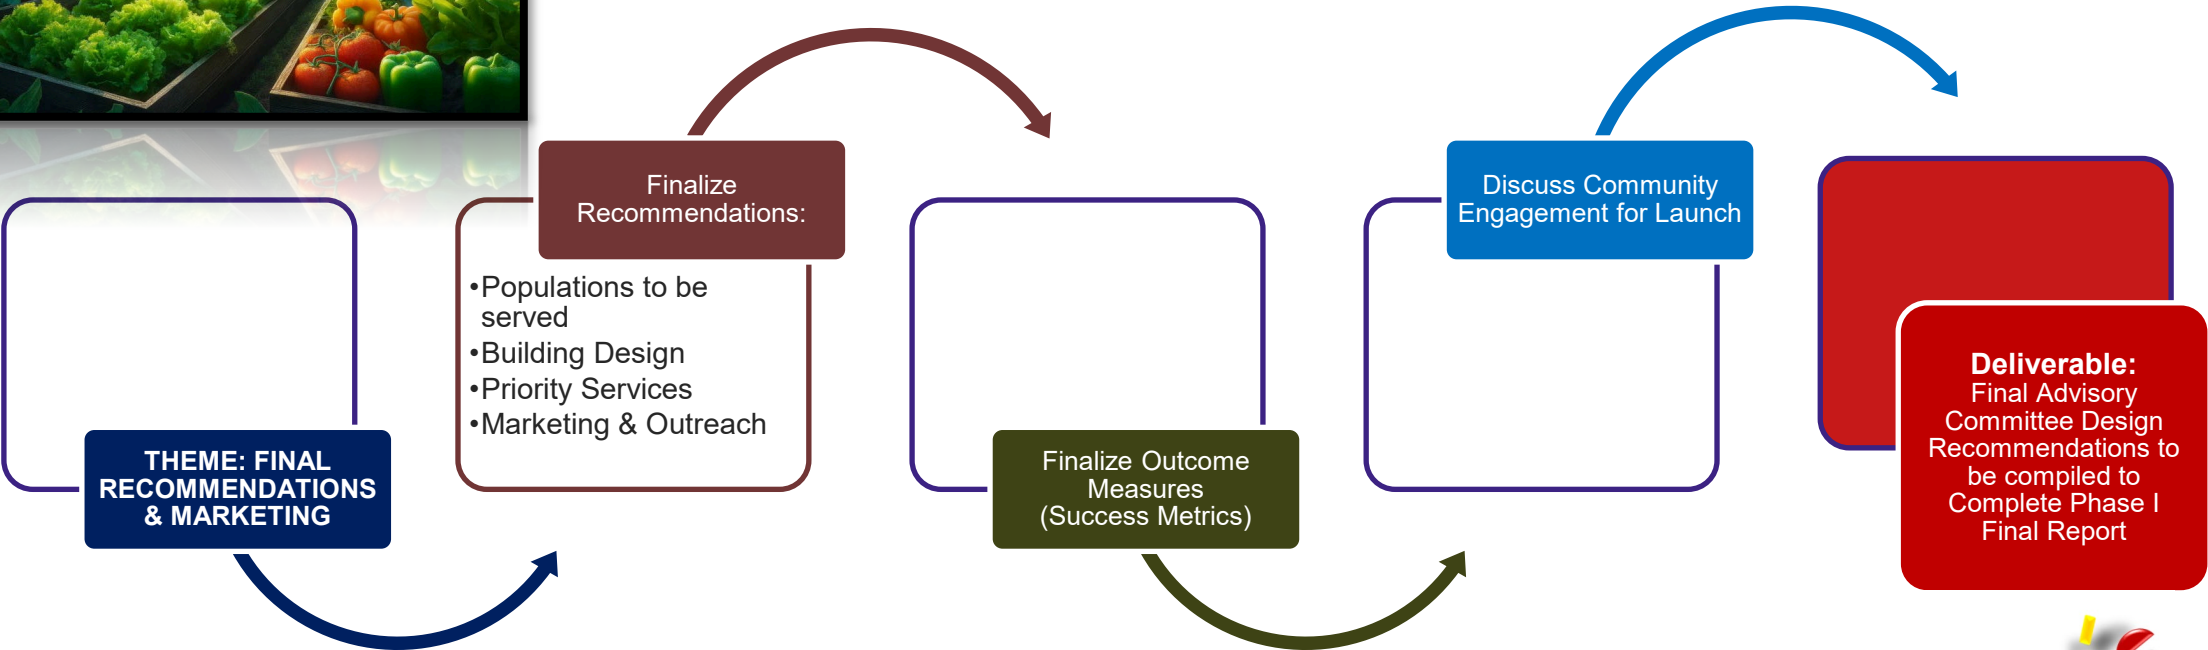 THEME: FINAL
RECOMMENDATIONS
& MARKETING
Finalize
Recommendations:
•Populations to be
served
•Building Design
•Priority Services
•Marketing & Outreach
Finalize Outcome
Measures
(Success Metrics)
Discuss Community
Engagement for Launch
Deliverable:
Final Advisory
Committee Design
Recommendations to
be compiled to
Complete Phase I
Final Report